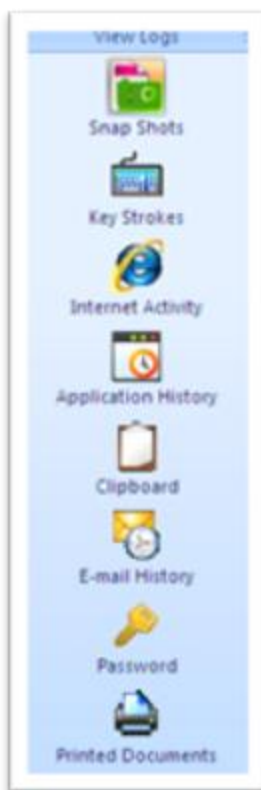 View Logs
Snap Shots
Key Strokes
Internet Activity
Application History
Clipboard
E-mail History
Password
Printed Documents